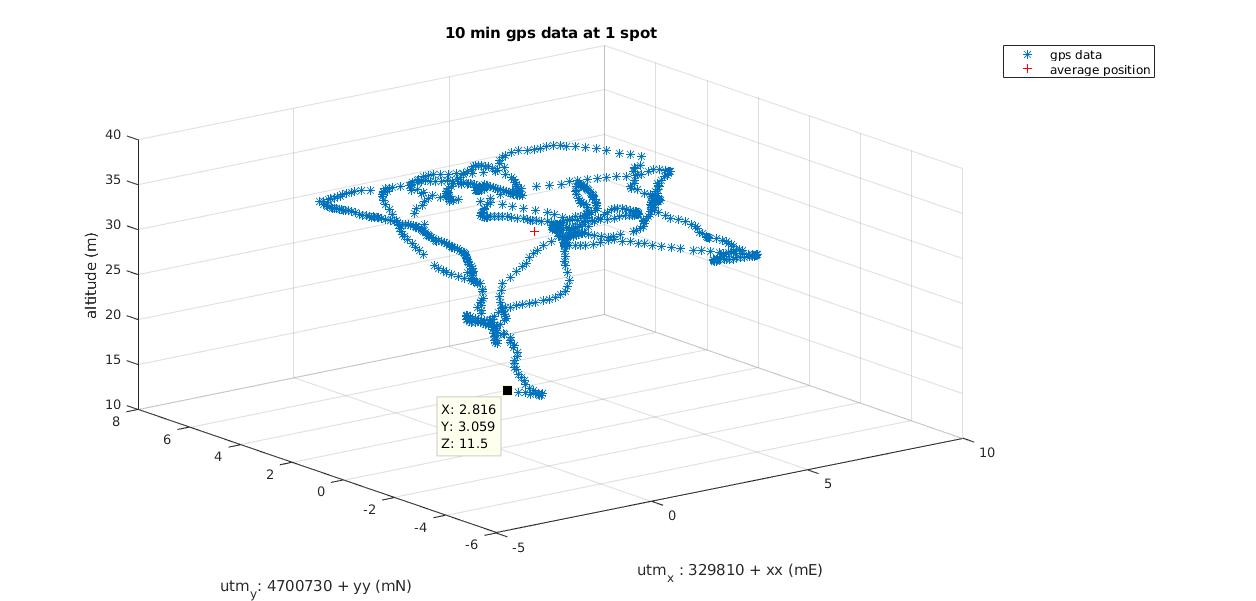 10 min gps data at 1 spot
gps data
average position
40
35
30
25
20
15
10
altitude (m)
8
6
4
2
0
-2
-4
-6
-5
0
5
10
X: 2.816
Y: 3.059
Z: 11.5
utm_y: 4700730 + yy (mN)
utm_x : 329810 + xx (mE)